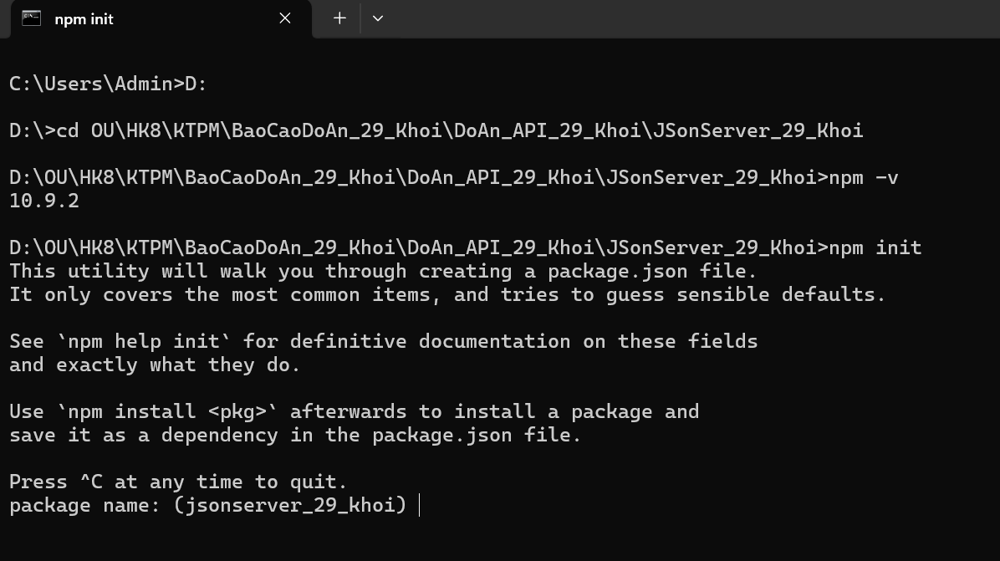 npm init
C:\Users\Admin>D:
D:\>cd OU\HK8\KTPM\BaoCaoDoAn_29_Khoi\DoAn_API_29_Khoi\JSonServer_29_Khoi
D:\OU\HK8\KTPM\BaoCaoDoAn_29_Khoi\DoAn_API_29_Khoi\JSonServer_29_Khoi>npm -v
10.9.2
D:\OU\HK8\KTPM\BaoCaoDoAn_29_Khoi\DoAn_API_29_Khoi\JSonServer_29_Khoi>npm init
This utility will walk you through creating a package.json file.
It only covers the most common items, and tries to guess sensible defaults.
See `npm help init` for definitive documentation on these fields
and exactly what they do.
Use `npm install <pkg>` afterwards to install a package and
save it as a dependency in the package.json file.
Press ^C at any time to quit.
package name: (jsonserver_29_khoi)